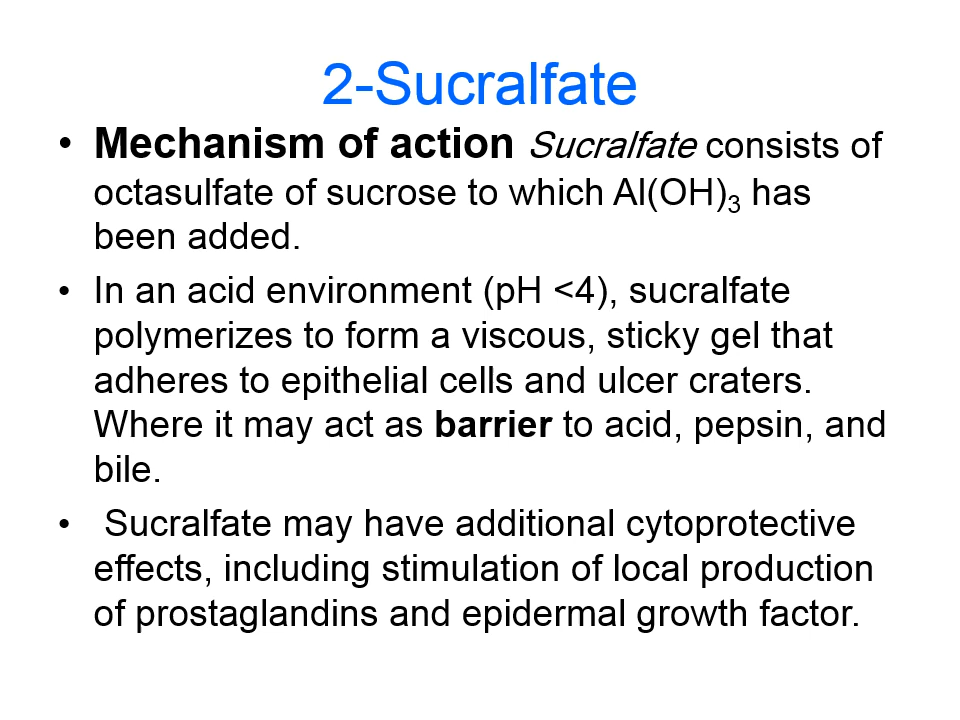 2-Sucralfate
• Mechanism of action Sucralfate consists of
octasulfate of sucrose to which Al(OH)3 has
been added.
• In an acid environment (pH <4), sucralfate
polymerizes to form a viscous, sticky gel that
adheres to epithelial cells and ulcer craters.
Where it may act as barrier to acid, pepsin, and
bile.
• Sucralfate may have additional cytoprotective
effects, including stimulation of local production
of prostaglandins and epidermal growth factor.